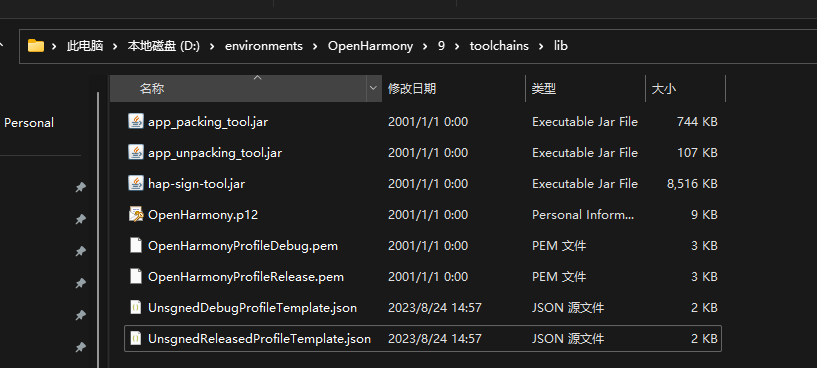 此电脑 › 本地磁盘 (D:) › environments › OpenHarmony › 9 › toolchains › lib
名称 修改日期 类型 大小
Personal
app_packing_tool.jar 2001/1/1 0:00 Executable Jar File 744 KB
app_unpacking_tool.jar 2001/1/1 0:00 Executable Jar File 107 KB
hap-sign-tool.jar 2001/1/1 0:00 Executable Jar File 8,516 KB
OpenHarmony.p12 2001/1/1 0:00 Personal Inform... 9 KB
OpenHarmonyProfileDebug.pem 2001/1/1 0:00 PEM 文件 3 KB
OpenHarmonyProfileRelease.pem 2001/1/1 0:00 PEM 文件 3 KB
UnsgnedDebugProfileTemplate.json 2023/8/24 14:57 JSON 源文件 2 KB
UnsgnedReleasedProfileTemplate.json 2023/8/24 14:57 JSON 源文件 2 KB